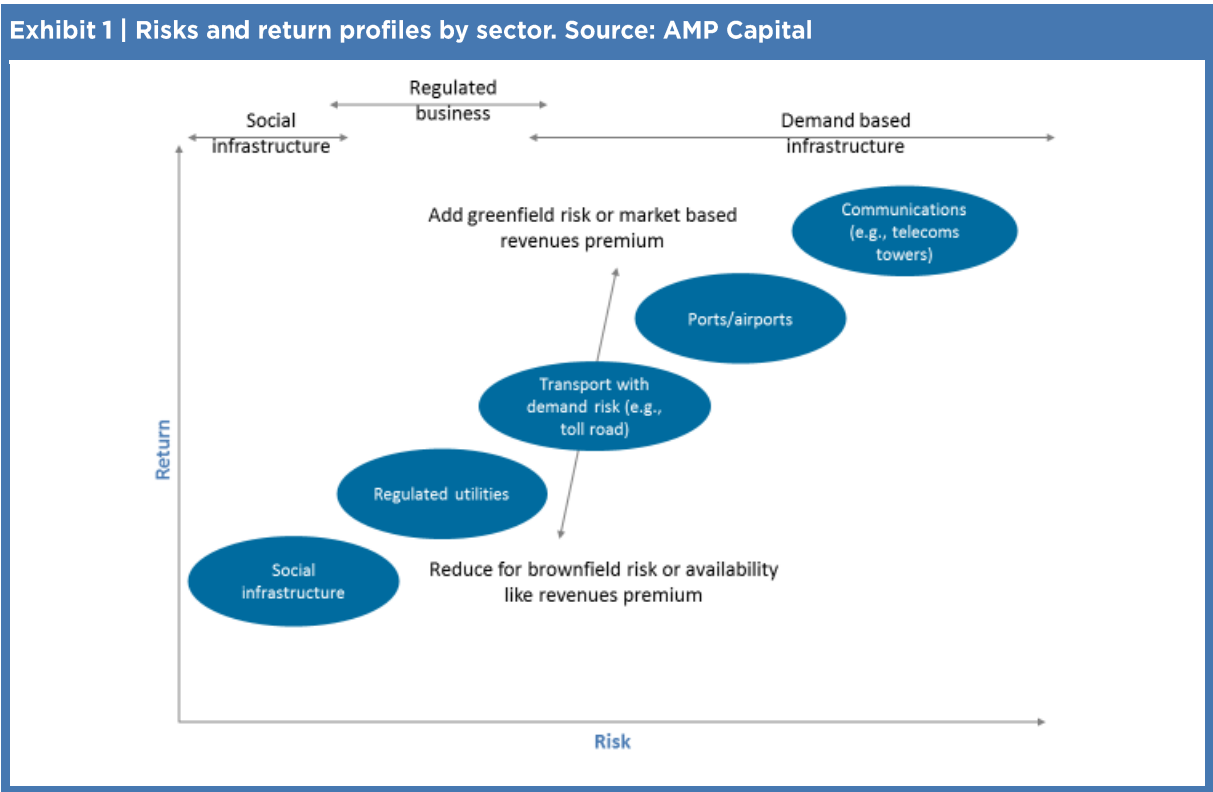 Exhibit 1 | Risks and return profiles by sector. Source: AMP Capital
Regulated
business
Social
infrastructure
Demand based
infrastructure
Add greenfield risk or market based
revenues premium
Communications
(e.g., telecoms
towers)
Ports/airports
Transport with
demand risk (e.g.,
toll road)
Regulated utilities
Social
infrastructure
Reduce for brownfield risk or availability
like revenues premium
Return
Risk